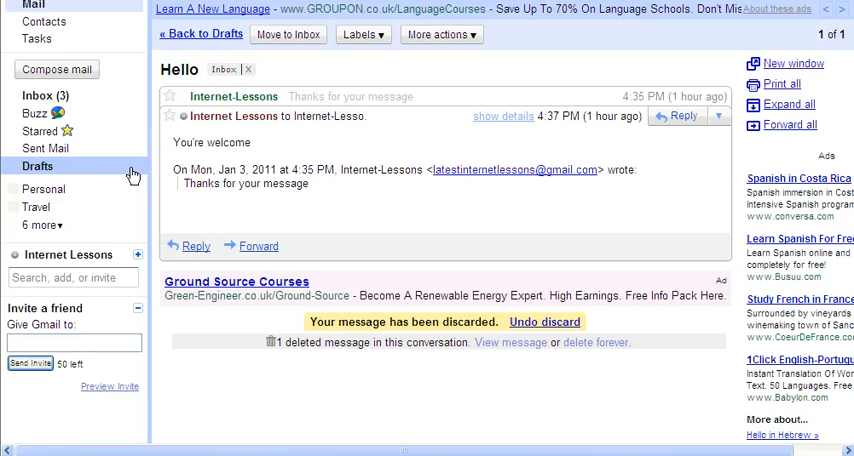 Mail
Contacts
Tasks
Compose mail
Inbox (3)
Buzz
Starred
Sent Mail
Drafts
Personal
Travel
6 more▾
Internet Lessons +
Search, add, or invite
Invite a friend −
Give Gmail to:
Send Invite 50 left
Preview Invite
Learn A New Language - www.GROUPON.co.uk/LanguageCourses - Save Up To 70% On Language Schools. Don't Mis About these ads < >
« Back to Drafts Move to Inbox Labels ▾ More actions ▾ 1 of 1
Hello Inbox | X
Internet-Lessons Thanks for your message 4:35 PM (1 hour ago)
Internet Lessons to Internet-Lesso. show details 4:37 PM (1 hour ago) Reply ▼
You're welcome
On Mon, Jan 3, 2011 at 4:35 PM, Internet-Lessons <latestinternetlessons@gmail.com> wrote:
Thanks for your message
Reply Forward
Ground Source Courses Ad
Green-Engineer.co.uk/Ground-Source - Become A Renewable Energy Expert. High Earnings. Free Info Pack Here.
Your message has been discarded. Undo discard
1 deleted message in this conversation. View message or delete forever.
New window
Print all
Expand all
Forward all
Ads
Spanish in Costa Rica
Spanish immersion in Cost
Intensive Spanish program
www.conversa.com
Learn Spanish For Free
Learn Spanish online and
completely for free!
www.Busuu.com
Study French in France
Surrounded by vineyards
winemaking town of Sanc
www.CoeurDeFrance.com
1Click English-Portugu
Instant Translation Of Wor
Text. 50 Languages. Free
www.Babylon.com
More about...
Hello in Hebrew »